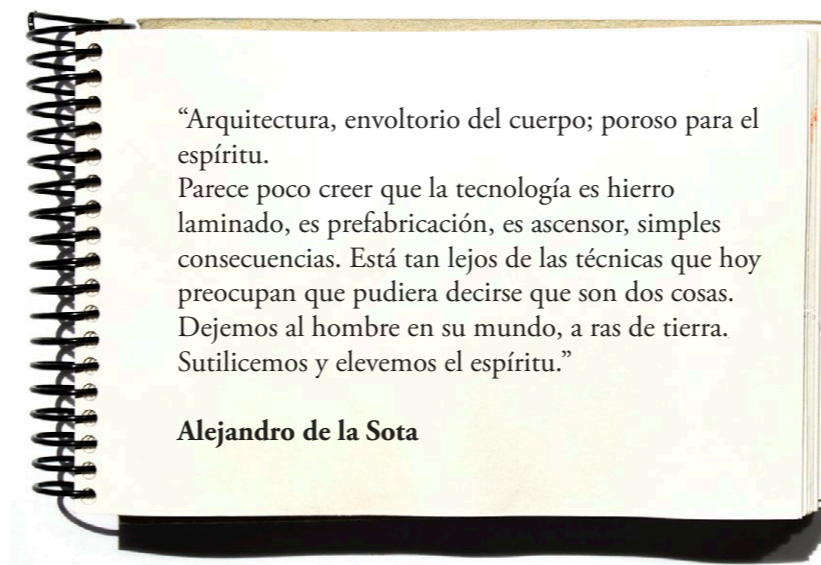 “Arquitectura, envoltorio del cuerpo; poroso para el
espíritu.
Parece poco creer que la tecnología es hierro
laminado, es prefabricación, es ascensor, simples
consecuencias. Está tan lejos de las técnicas que hoy
preocupan que pudiera decirse que son dos cosas.
Dejemos al hombre en su mundo, a ras de tierra.
Sutilicemos y elevemos el espíritu.”
Alejandro de la Sota